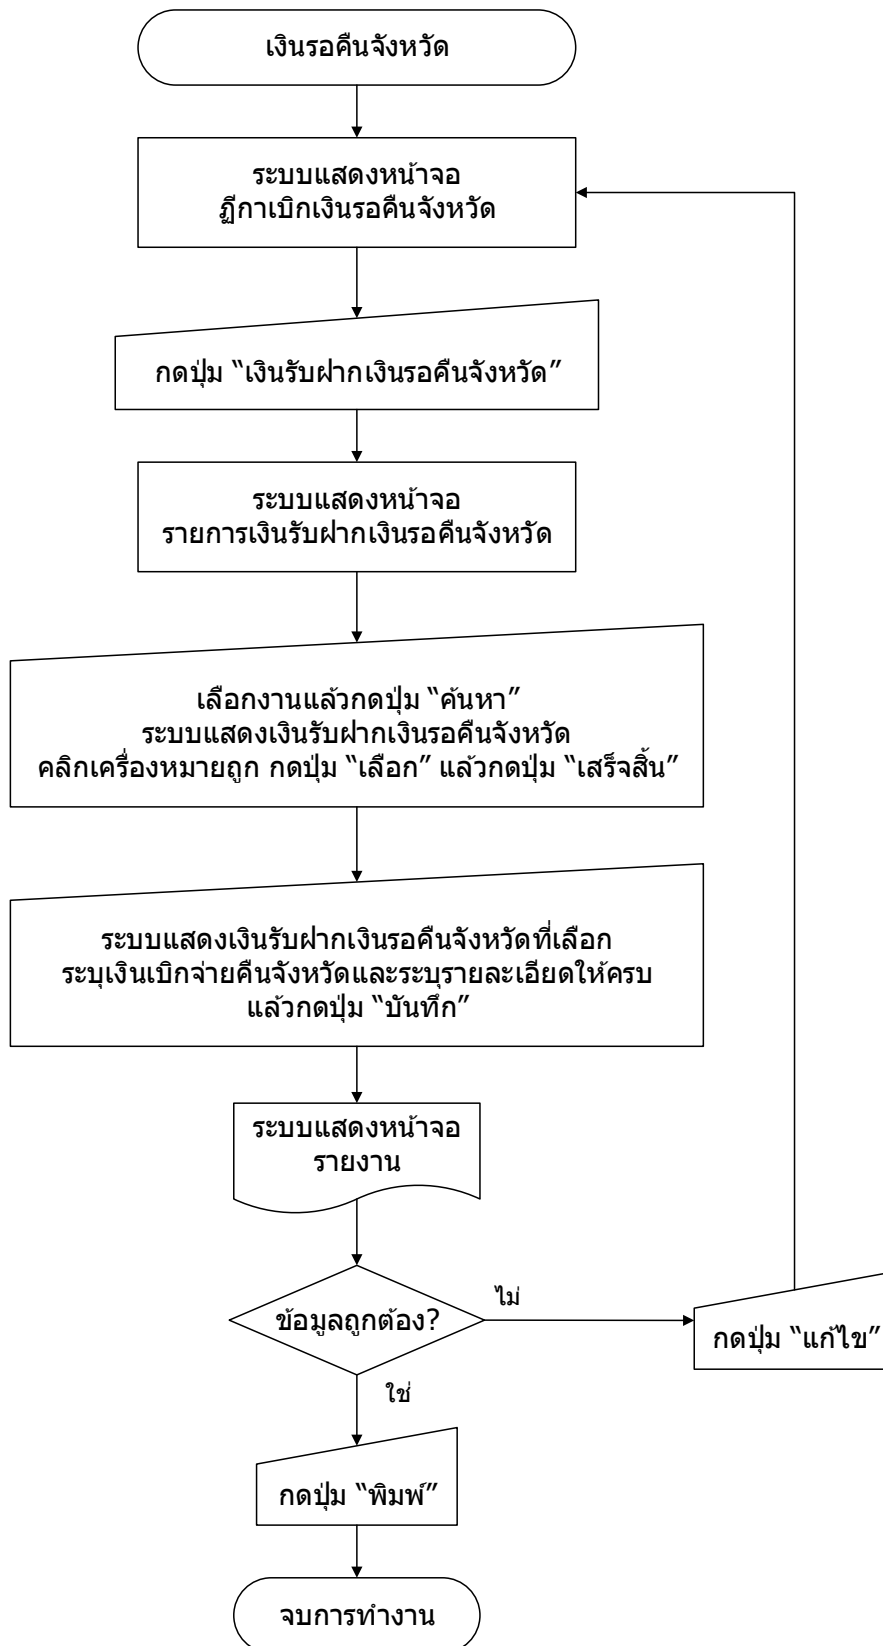 เงินรอคืนจังหวัด
ระบบแสดงหน้าจอ
ฎีกาเบิกเงินรอคืนจังหวัด
กดปุ่ม “เงินรับฝากเงินรอคืนจังหวัด”
ระบบแสดงหน้าจอ
รายการเงินรับฝากเงินรอคืนจังหวัด
เลือกงานแล้วกดปุ่ม “ค้นหา”
ระบบแสดงเงินรับฝากเงินรอคืนจังหวัด
คลิกเครื่องหมายถูก กดปุ่ม “เลือก” แล้วกดปุ่ม “เสร็จสิ้น”
ระบบแสดงเงินรับฝากเงินรอคืนจังหวัดที่เลือก
ระบุเงินเบิกจ่ายคืนจังหวัดและระบุรายละเอียดให้ครบ
แล้วกดปุ่ม “บันทึก”
ระบบแสดงหน้าจอ
รายงาน
ข้อมูลถูกต้อง?
ไม่
กดปุ่ม “แก้ไข”
ใช่
กดปุ่ม “พิมพ์”
จบการทำงาน